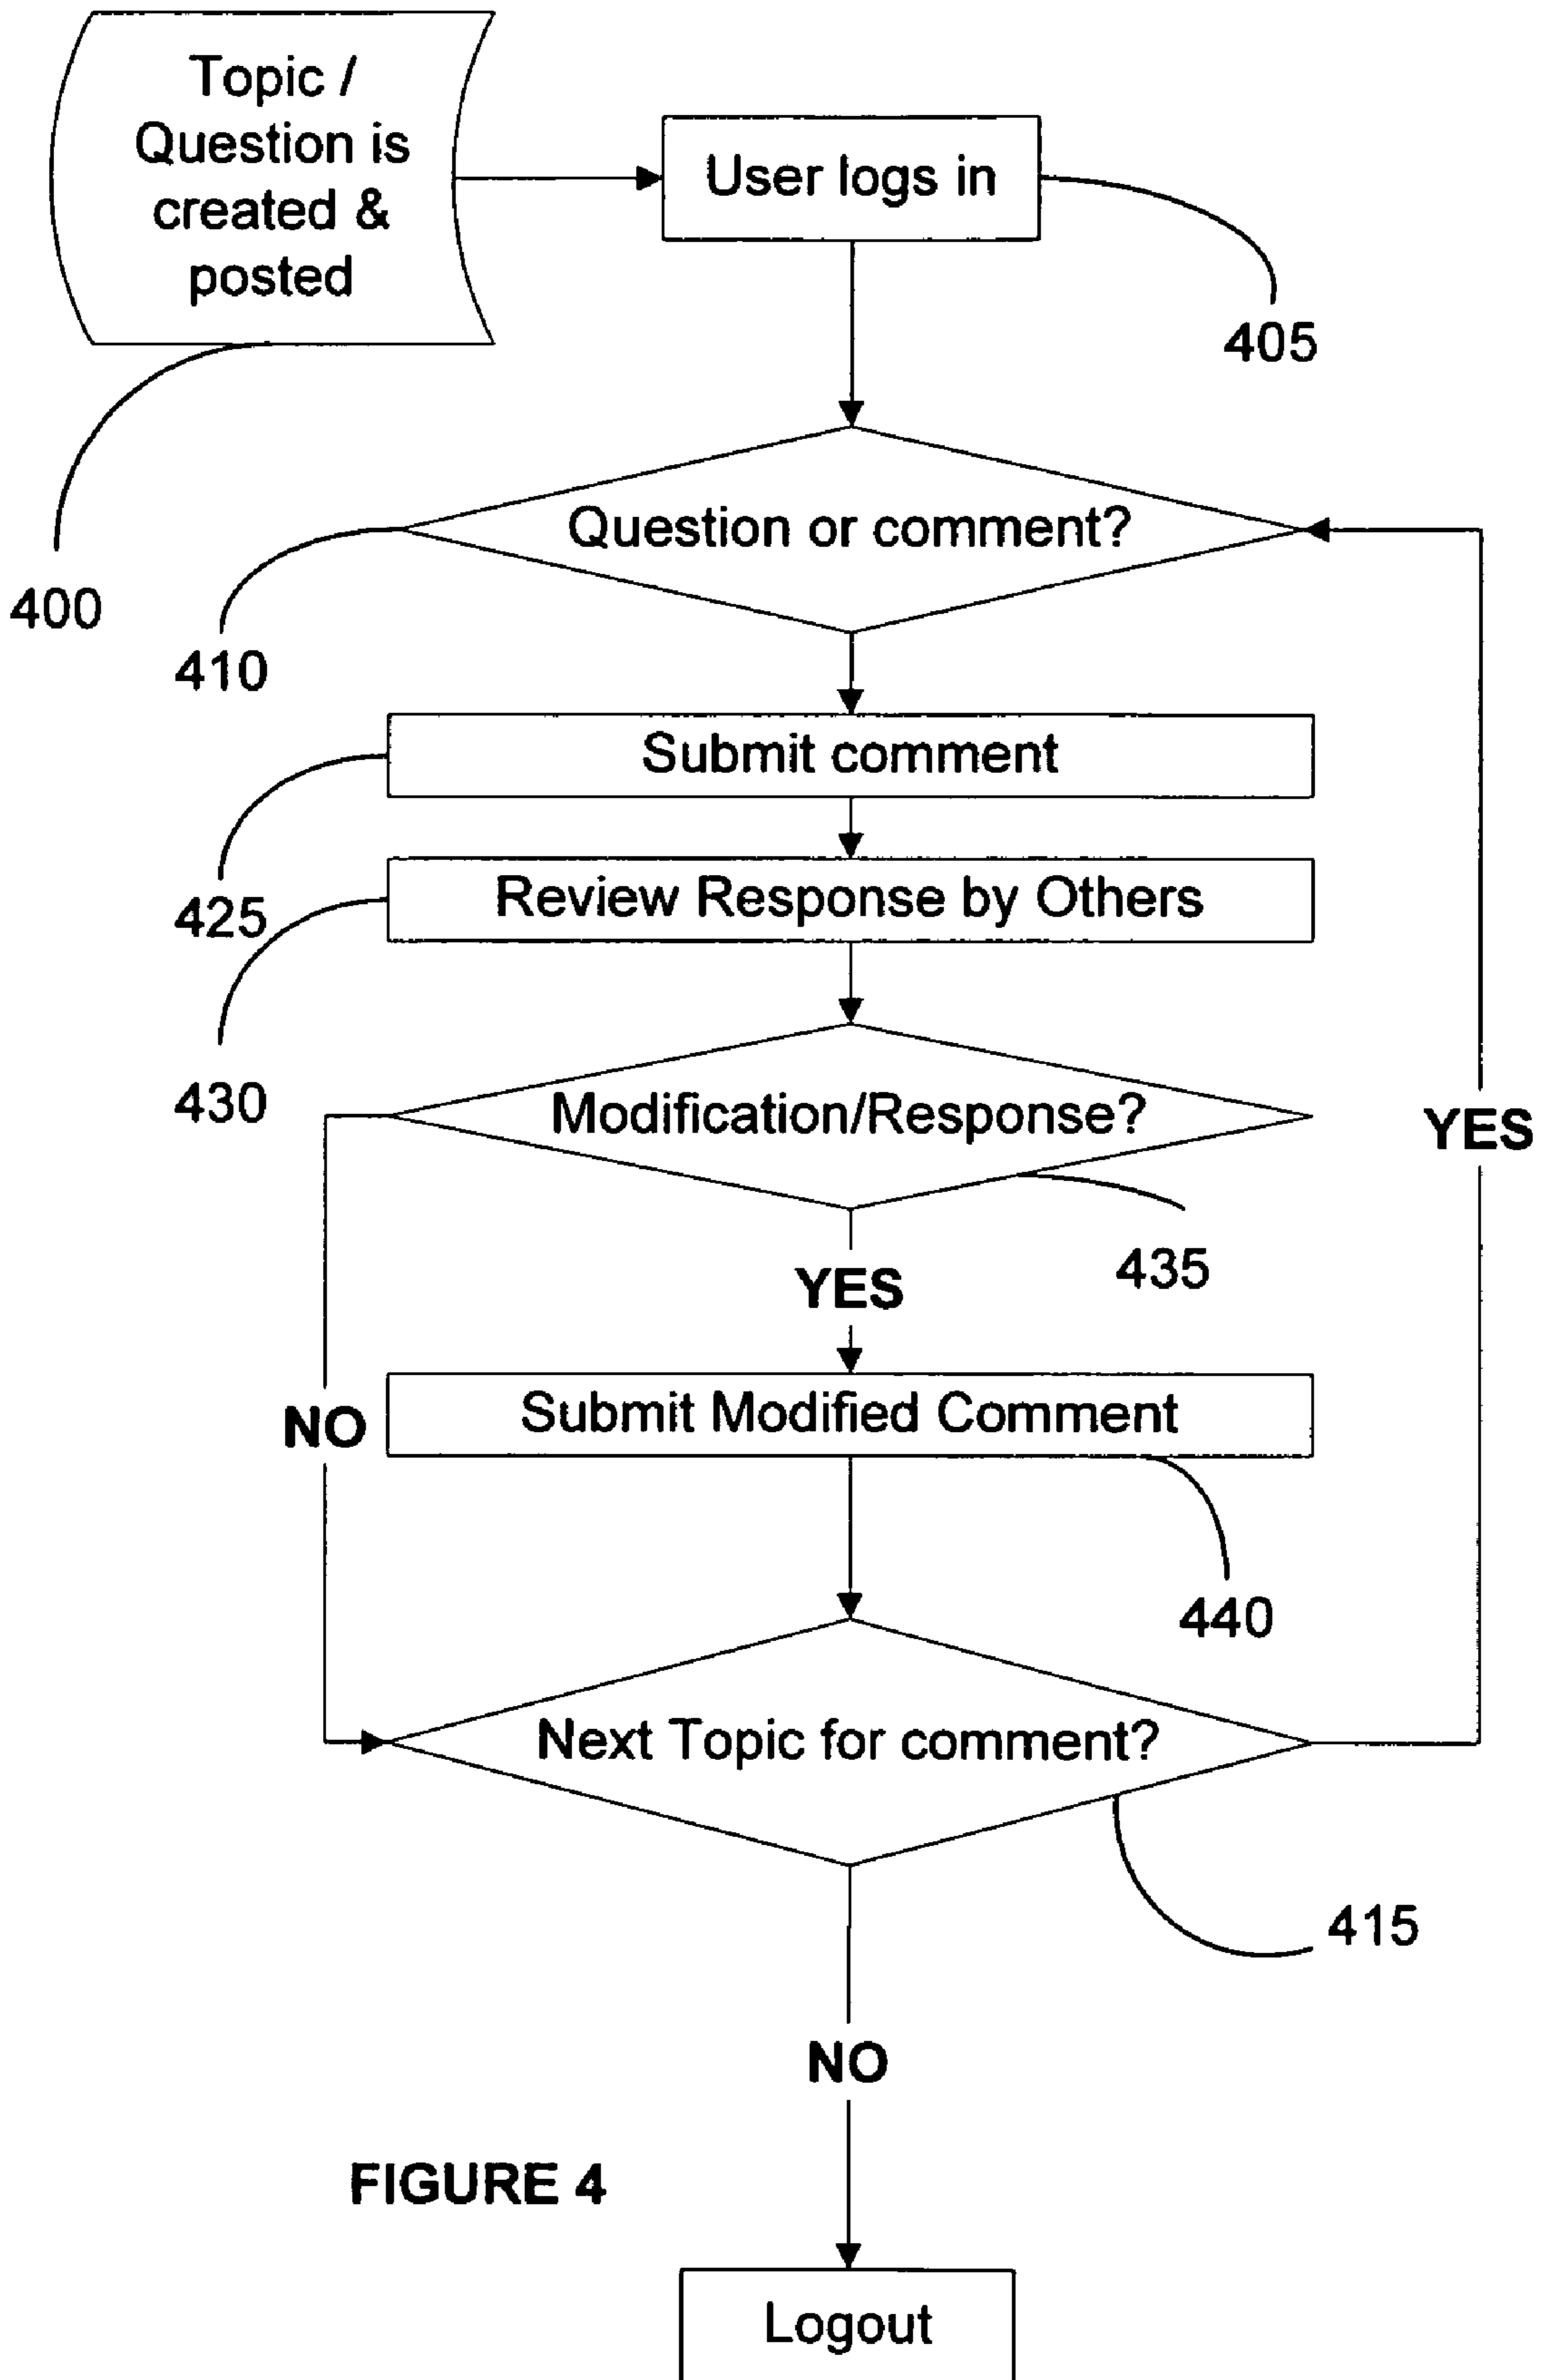 Topic /
Question is
created &
posted
User logs in
405
400
Question or comment?
410
Submit comment
425
Review Response by Others
430
Modification/Response?
YES
435
YES
NO
Submit Modified Comment
440
Next Topic for comment?
415
NO
FIGURE 4
Logout